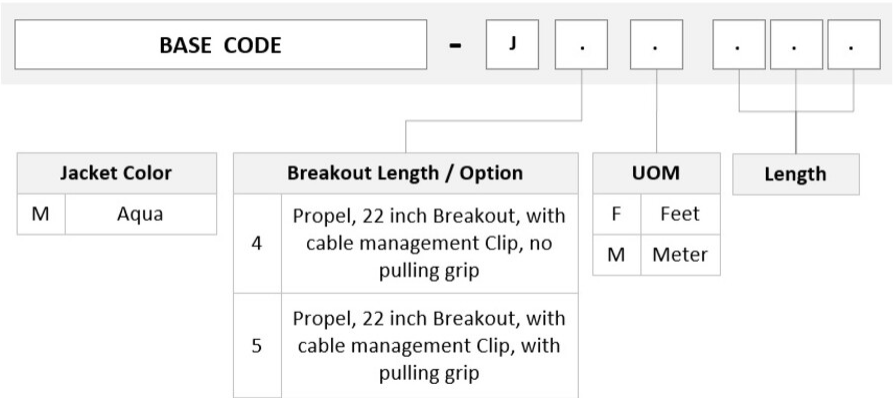 BASE CODE - J . . . . .
Jacket Color
M Aqua
Breakout Length / Option
4 Propel, 22 inch Breakout, with
cable management Clip, no
pulling grip
5 Propel, 22 inch Breakout, with
cable management Clip, with
pulling grip
UOM
F Feet
M Meter
Length